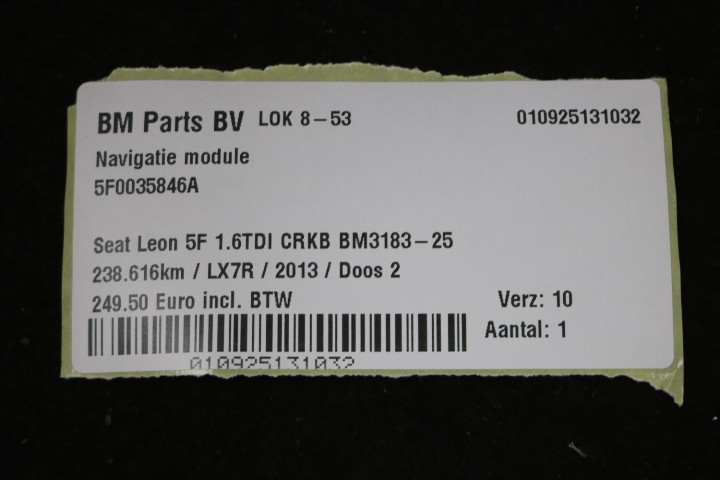 BM Parts BV LOK 8-53 010925131032
Navigatie module
5F0035846A
Seat Leon 5F 1.6TDI CRKB BM3183-25
238.616km / LX7R / 2013 / Doos 2
249.50 Euro incl. BTW Verz: 10
Aantal: 1
010925131032